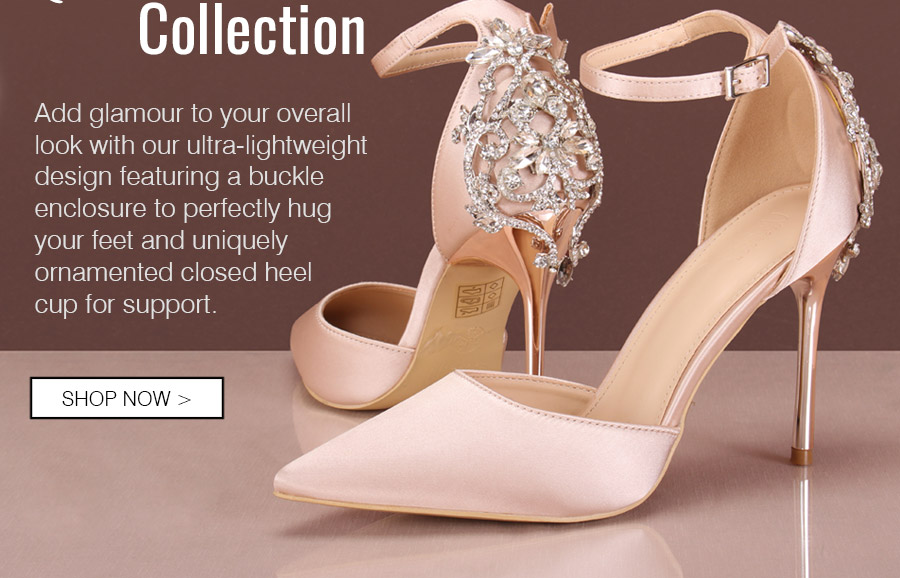 Collection
Add glamour to your overall
look with our ultra-lightweight
design featuring a buckle
enclosure to perfectly hug
your feet and uniquely
ornamented closed heel
cup for support.
SHOP NOW >